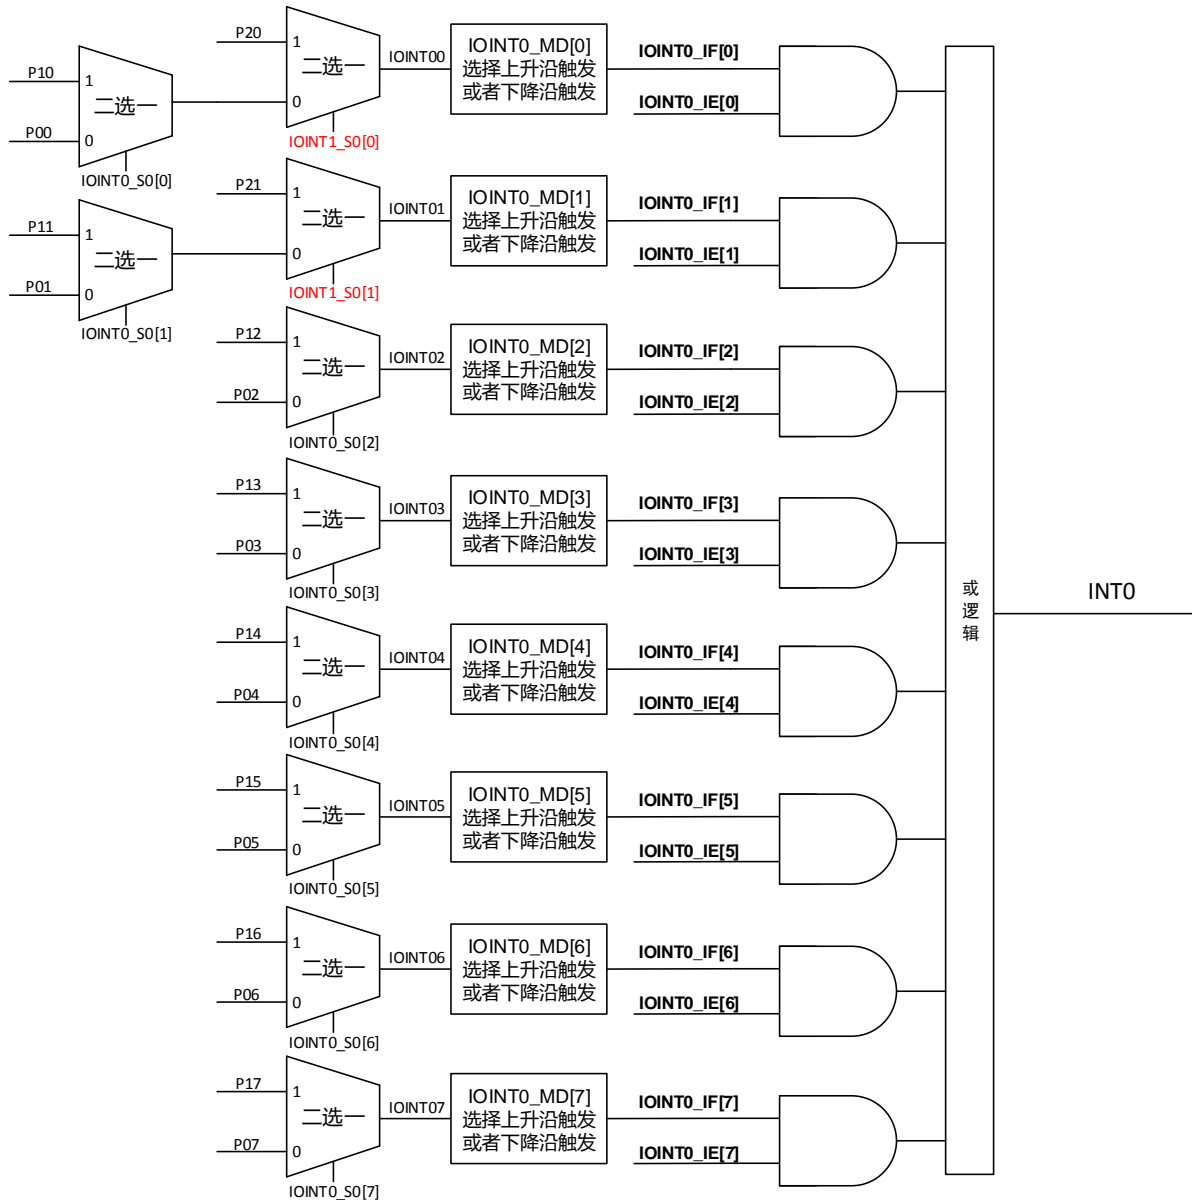 P20
1
IOINT00
IOINT0_MD[0]
选择上升沿触发
或者下降沿触发
IOINT0_IF[0]
二选一
P10
1
二选一
0
IOINT0_IE[0]
P00
0
IOINT1_S0[0]
IOINT0_S0[0]
P21
1
IOINT01
IOINT0_MD[1]
选择上升沿触发
或者下降沿触发
IOINT0_IF[1]
P11
1
二选一
二选一
0
IOINT0_IE[1]
P01
0
IOINT1_S0[1]
IOINT0_S0[1]
P12
1
二选一
IOINT02
IOINT0_MD[2]
选择上升沿触发
或者下降沿触发
IOINT0_IF[2]
P02
0
IOINT0_IE[2]
IOINT0_S0[2]
P13
1
二选一
IOINT03
IOINT0_MD[3]
选择上升沿触发
或者下降沿触发
IOINT0_IF[3]
P03
0
IOINT0_IE[3]
IOINT0_S0[3]
或
逻
辑
INT0
P14
1
二选一
IOINT04
IOINT0_MD[4]
选择上升沿触发
或者下降沿触发
IOINT0_IF[4]
P04
0
IOINT0_IE[4]
IOINT0_S0[4]
P15
1
二选一
IOINT05
IOINT0_MD[5]
选择上升沿触发
或者下降沿触发
IOINT0_IF[5]
P05
0
IOINT0_IE[5]
IOINT0_S0[5]
P16
1
二选一
IOINT06
IOINT0_MD[6]
选择上升沿触发
或者下降沿触发
IOINT0_IF[6]
P06
0
IOINT0_IE[6]
IOINT0_S0[6]
P17
1
二选一
IOINT07
IOINT0_MD[7]
选择上升沿触发
或者下降沿触发
IOINT0_IF[7]
P07
0
IOINT0_IE[7]
IOINT0_S0[7]